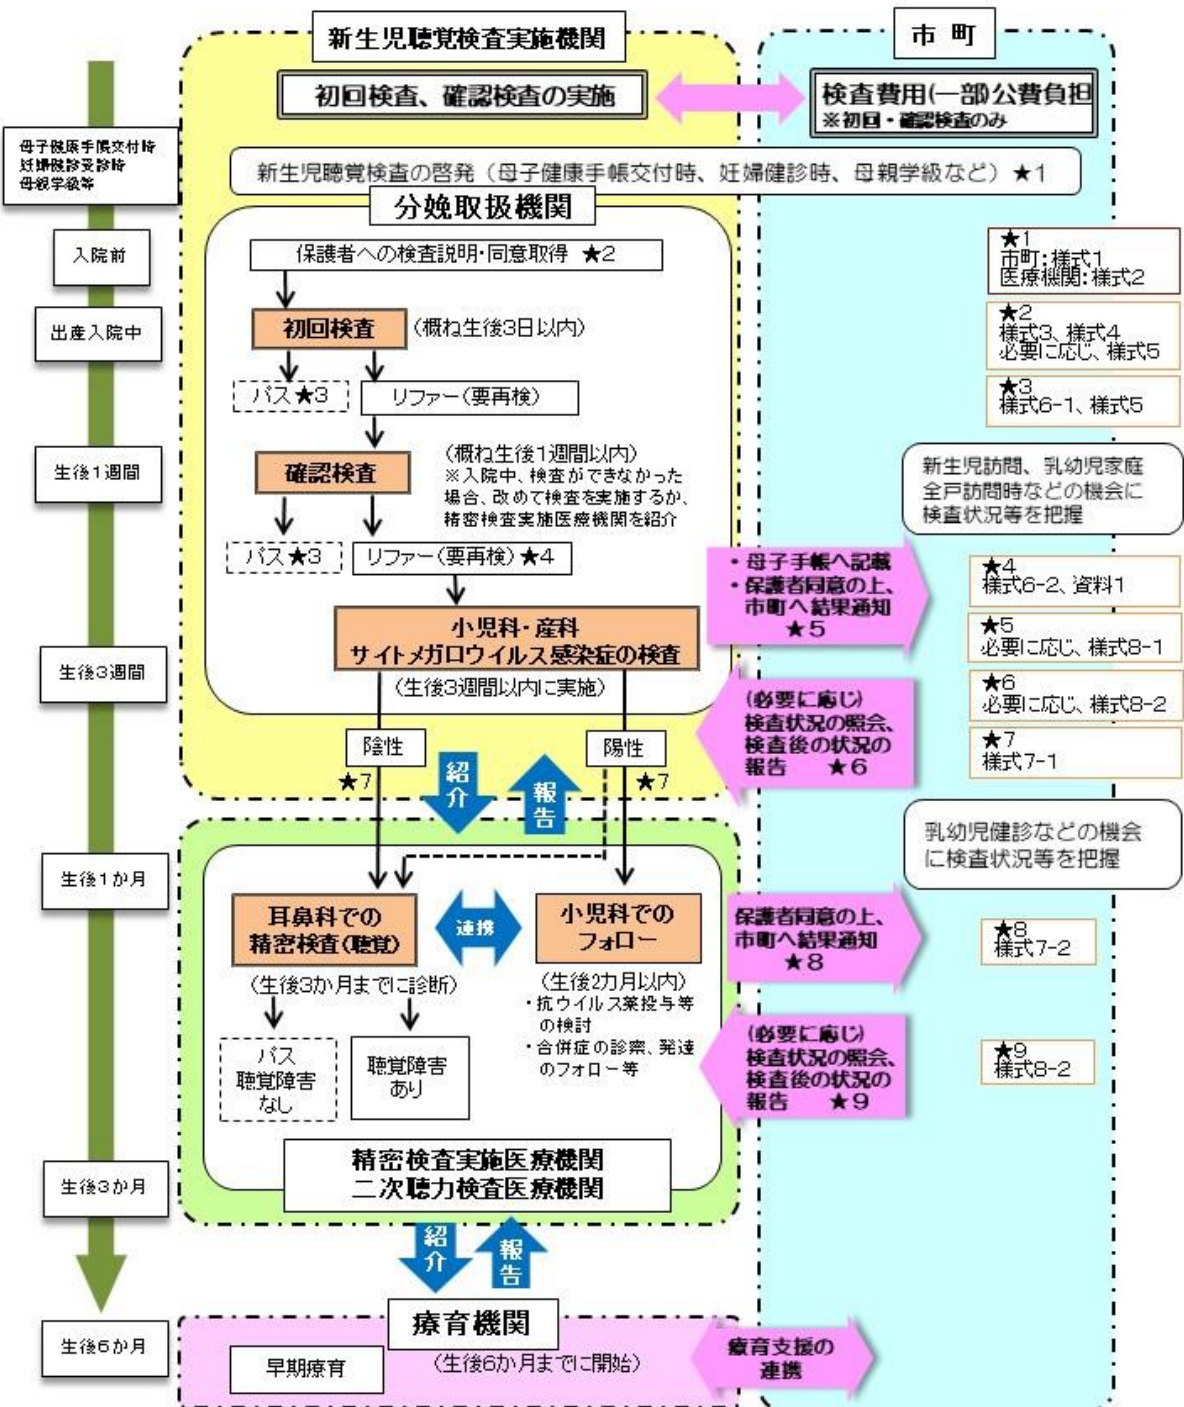 新生児聴覚検査実施機関
市 町
初回検査、確認検査の実施
検査費用(一部)公費負担
※初回・確認検査のみ
母子健康手帳交付時
妊婦健診受診時
母親学級等
新生児聴覚検査の啓発（母子健康手帳交付時、妊婦健診時、母親学級など）★1
分娩取扱機関
入院前
保護者への検査説明・同意取得 ★2
★1
市町：様式1
医療機関：様式2
出産入院中
初回検査
(概ね生後3日以内)
★2
様式3、様式4
必要に応じ、様式5
パス★3
リファー(要再検)
★3
様式6-1、様式5
生後1週間
確認検査
(概ね生後1週間以内)
※入院中、検査ができなかった
場合、改めて検査を実施するか、
精密検査実施医療機関を紹介
新生児訪問、乳幼児家庭
全戸訪問時などの機会に
検査状況等を把握
パス★3
リファー(要再検)★4
・母子手帳へ記載
・保護者同意の上、
市町へ結果通知
★5
★4
様式6-2、資料1
小児科・産科
サイトメガロウイルス感染症の検査
(生後3週間以内に実施)
★5
必要に応じ、様式8-1
生後3週間
(必要に応じ)
検査状況の照会、
検査後の状況の
報告 ★6
★6
必要に応じ、様式8-2
陰性
陽性
★7
様式7-1
★7
紹介
報告
★7
乳幼児健診などの機会
に検査状況等を把握
生後1か月
耳鼻科での
精密検査(聴覚)
連携
小児科での
フォロー
保護者同意の上、
市町へ結果通知
★8
★8
様式7-2
(生後3か月までに診断)
(生後2カ月以内)
・抗ウイルス薬投与等
の検討
・合併症の診察、発達
のフォロー等
パス
聴覚障害
なし
聴覚障害
あり
(必要に応じ)
検査状況の照会、
検査後の状況の
報告 ★9
★9
様式8-2
精密検査実施医療機関
二次聴力検査医療機関
生後3か月
紹介
報告
療育機関
生後6か月
早期療育
(生後6か月までに開始)
療育支援の
連携